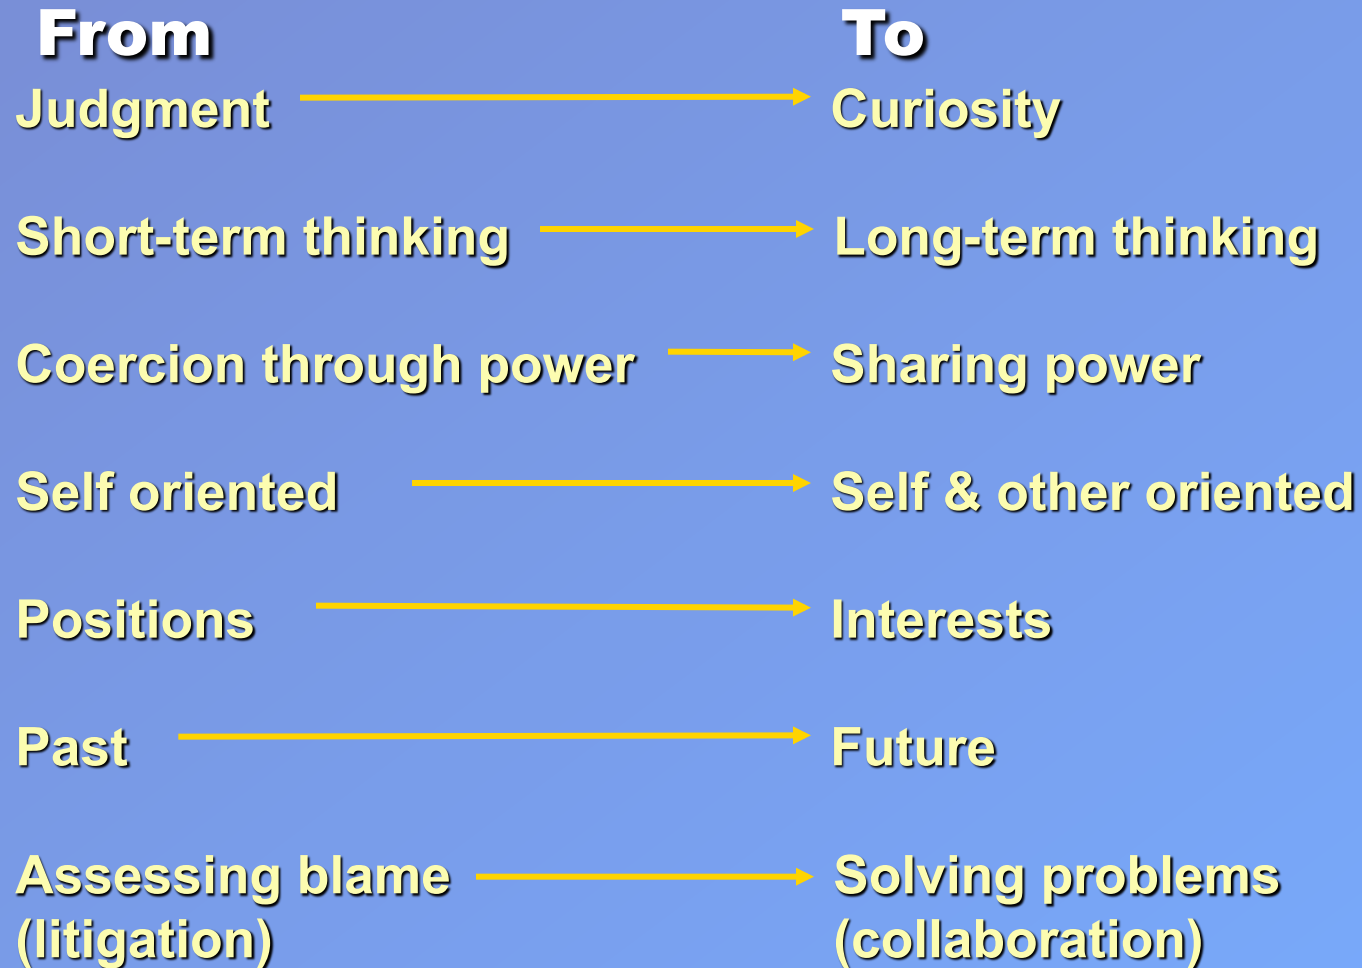 From To
Judgment Curiosity
Short-term thinking Long-term thinking
Coercion through power Sharing power
Self oriented Self & other oriented
Positions Interests
Past Future
Assessing blame Solving problems
(litigation) (collaboration)